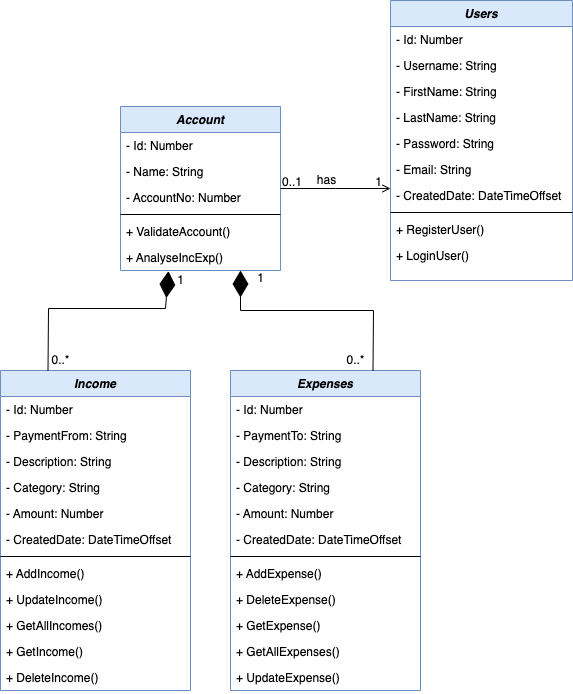 Users
- Id: Number
- Username: String
- FirstName: String
- LastName: String
- Password: String
- Email: String
- CreatedDate: DateTimeOffset
+ RegisterUser()
+ LoginUser()
Account
- Id: Number
- Name: String
- AccountNo: Number
+ ValidateAccount()
+ AnalyseIncExp()
0..1 has 1
1
1
0..*
0..*
Income
- Id: Number
- PaymentFrom: String
- Description: String
- Category: String
- Amount: Number
- CreatedDate: DateTimeOffset
+ AddIncome()
+ UpdateIncome()
+ GetAllIncomes()
+ GetIncome()
+ DeleteIncome()
Expenses
- Id: Number
- PaymentTo: String
- Description: String
- Category: String
- Amount: Number
- CreatedDate: DateTimeOffset
+ AddExpense()
+ DeleteExpense()
+ GetExpense()
+ GetAllExpenses()
+ UpdateExpense()